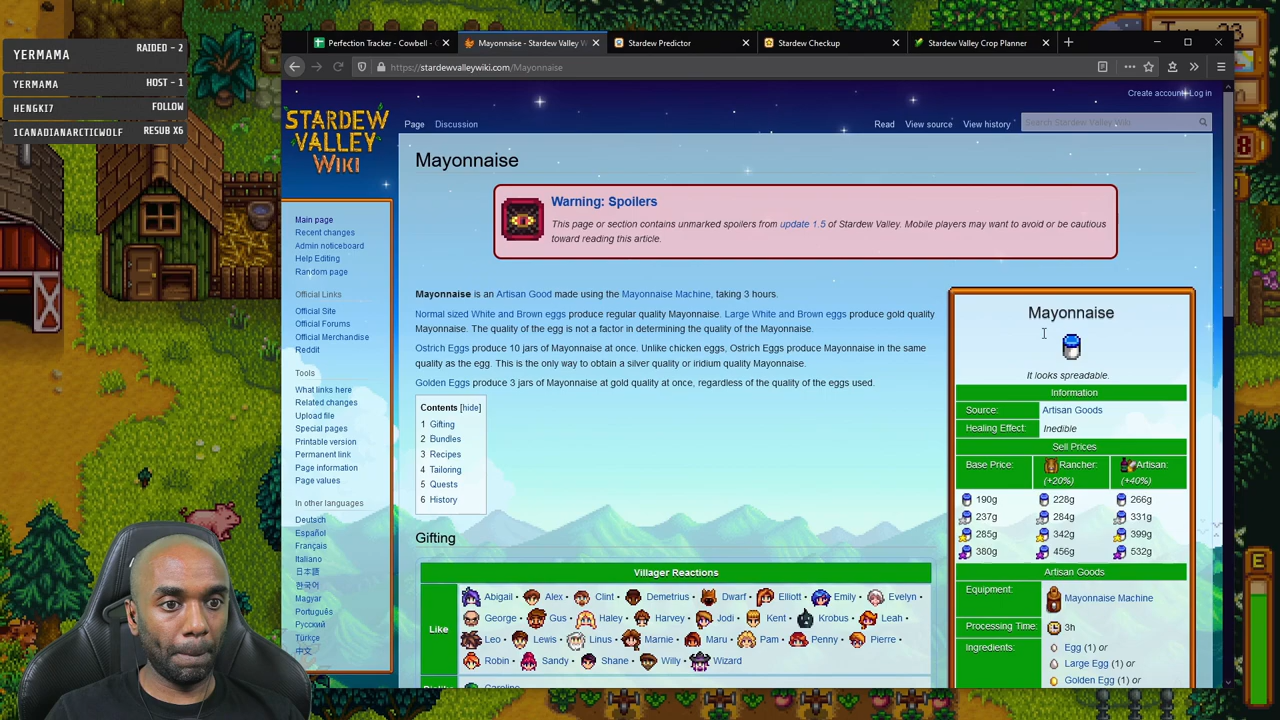 YERMAMA RAIDED - 2
YERMAMA HOST - 1
HENGKI7 FOLLOW
1CANADIANARCTICWOLF RESUB X6
Perfection Tracker - Cowbell -
Mayonnaise - Stardew Valley W
Stardew Predictor
Stardew Checkup
Stardew Valley Crop Planner
https://stardewvalleywiki.com/Mayonnaise
STARDEW
VALLEY
WIKI
Create account Log in
Page Discussion Read View source View history Search Stardew Valley Wiki
Main page
Recent changes
Admin noticeboard
Help Editing
Random page
Official Links
Official Site
Official Forums
Official Merchandise
Reddit
Tools
What links here
Related changes
Upload file
Special pages
Printable version
Permanent link
Page information
Page values
In other languages
Deutsch
Español
Français
Italiano
日本語
한국어
Magyar
Português
Русский
Türkçe
中文
Mayonnaise
Warning: Spoilers
This page or section contains unmarked spoilers from update 1.5 of Stardew Valley. Mobile players may want to avoid or be cautious
toward reading this article.
Mayonnaise is an Artisan Good made using the Mayonnaise Machine, taking 3 hours.
Normal sized White and Brown eggs produce regular quality Mayonnaise. Large White and Brown eggs produce gold quality
Mayonnaise. The quality of the egg is not a factor in determining the quality of the Mayonnaise.
Ostrich Eggs produce 10 jars of Mayonnaise at once. Unlike chicken eggs, Ostrich Eggs produce Mayonnaise in the same
quality as the egg. This is the only way to obtain a silver quality or iridium quality Mayonnaise.
Golden Eggs produce 3 jars of Mayonnaise at gold quality at once, regardless of the quality of the eggs used.
Contents [hide]
1 Gifting
2 Bundles
3 Recipes
4 Tailoring
5 Quests
6 History
Gifting
Villager Reactions
Like
Abigail • Alex • Clint • Demetrius • Dwarf • Elliott • Emily • Evelyn •
George • Gus • Haley • Harvey • Jodi • Kent • Krobus • Leah •
Leo • Lewis • Linus • Marnie • Maru • Pam • Penny • Pierre •
Robin • Sandy • Shane • Willy • Wizard
Mayonnaise
It looks spreadable.
Information
Source: Artisan Goods
Healing Effect: Inedible
Sell Prices
Base Price: Rancher: (+20%) Artisan: (+40%)
190g 228g 266g
237g 284g 331g
285g 342g 399g
380g 456g 532g
Artisan Goods
Equipment: Mayonnaise Machine
Processing Time: 3h
Ingredients: Egg (1) or
Large Egg (1) or
Golden Egg (1) or
E